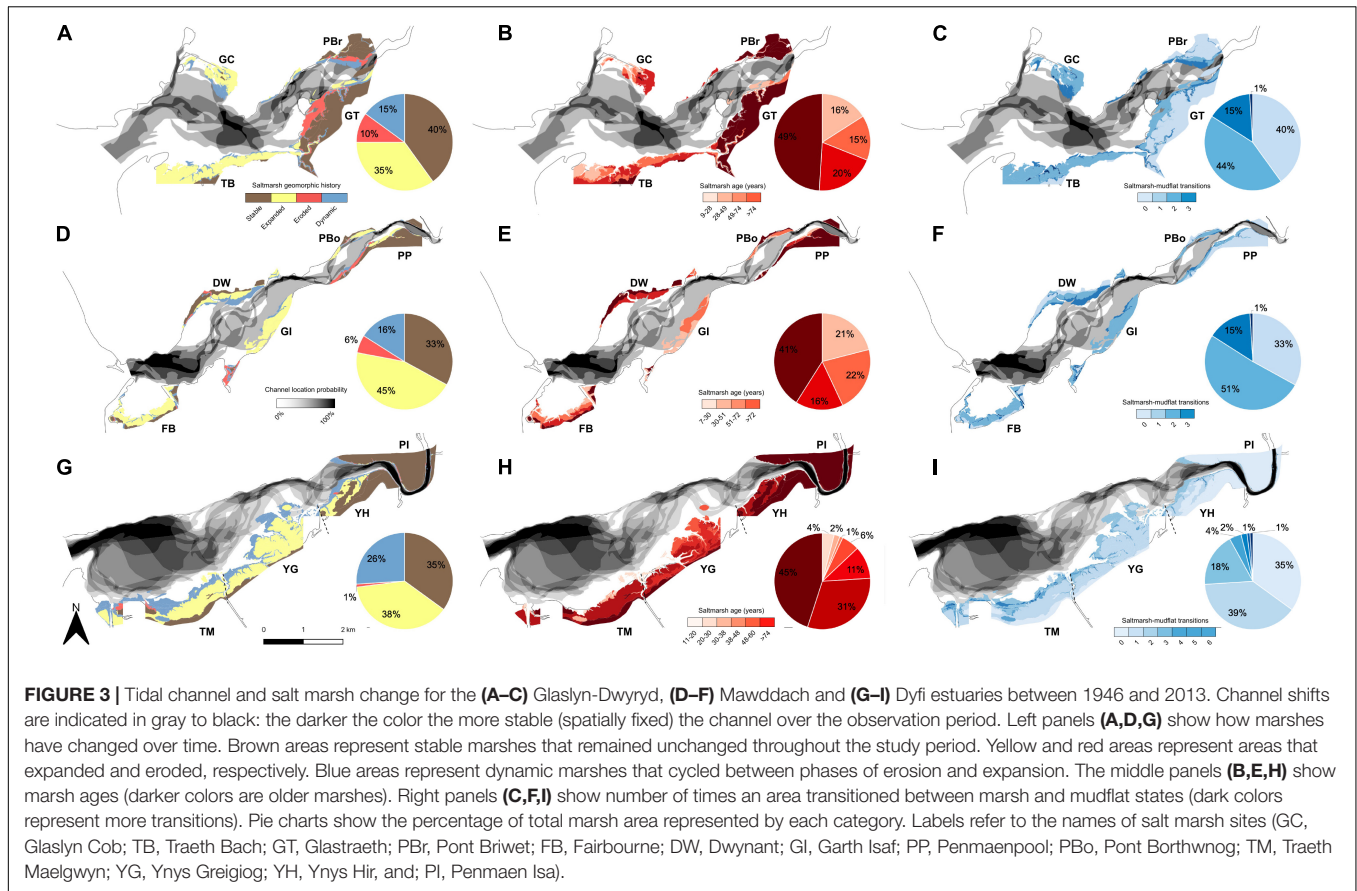 A
GC
PBr
GT
TB
15%
40%
10%
35%
Saltmarsh geomorphic history
Stable
Expanded
Eroded
Dynamic
B
GC
PBr
GT
TB
16%
49%
15%
20%
Saltmarsh age (years)
9-28
28-49
49-74
>74
C
GC
PBr
GT
TB
1%
15%
40%
44%
Saltmarsh-mudflat transitions
0
1
2
3
D
PBo
PP
DW
GI
FB
16%
33%
6%
45%
Channel location probability
0%
100%
E
PBo
PP
DW
GI
FB
21%
41%
22%
16%
Saltmarsh age (years)
7-30
30-51
51-72
>72
F
PBo
PP
DW
GI
FB
1%
15%
33%
51%
Saltmarsh-mudflat transitions
0
1
2
3
G
PI
YH
YG
TM
26%
35%
1%
38%
N
0 1 2 km
H
PI
YH
YG
TM
4%
2%
1%
6%
11%
31%
45%
Saltmarsh age (years)
11-20
20-30
30-38
38-48
48-60
>74
I
PI
YH
YG
TM
4%
2%
1%
1%
18%
35%
39%
Saltmarsh-mudflat transitions
0
1
2
3
4
5
6
FIGURE 3 | Tidal channel and salt marsh change for the (A–C) Glaslyn-Dwyryd, (D–F) Mawddach and (G–I) Dyfi estuaries between 1946 and 2013. Channel shifts
are indicated in gray to black: the darker the color the more stable (spatially fixed) the channel over the observation period. Left panels (A,D,G) show how marshes
have changed over time. Brown areas represent stable marshes that remained unchanged throughout the study period. Yellow and red areas represent areas that
expanded and eroded, respectively. Blue areas represent dynamic marshes that cycled between phases of erosion and expansion. The middle panels (B,E,H) show
marsh ages (darker colors are older marshes). Right panels (C,F,I) show number of times an area transitioned between marsh and mudflat states (dark colors
represent more transitions). Pie charts show the percentage of total marsh area represented by each category. Labels refer to the names of salt marsh sites (GC,
Glaslyn Cob; TB, Traeth Bach; GT, Glastraeth; PBr, Pont Briwet; FB, Fairbourne; DW, Dwynant; GI, Garth Isaf; PP, Penmaenpool; PBo, Pont Borthwnog; TM, Traeth
Maelgwyn; YG, Ynys Greigiog; YH, Ynys Hir, and; PI, Penmaen Isa).